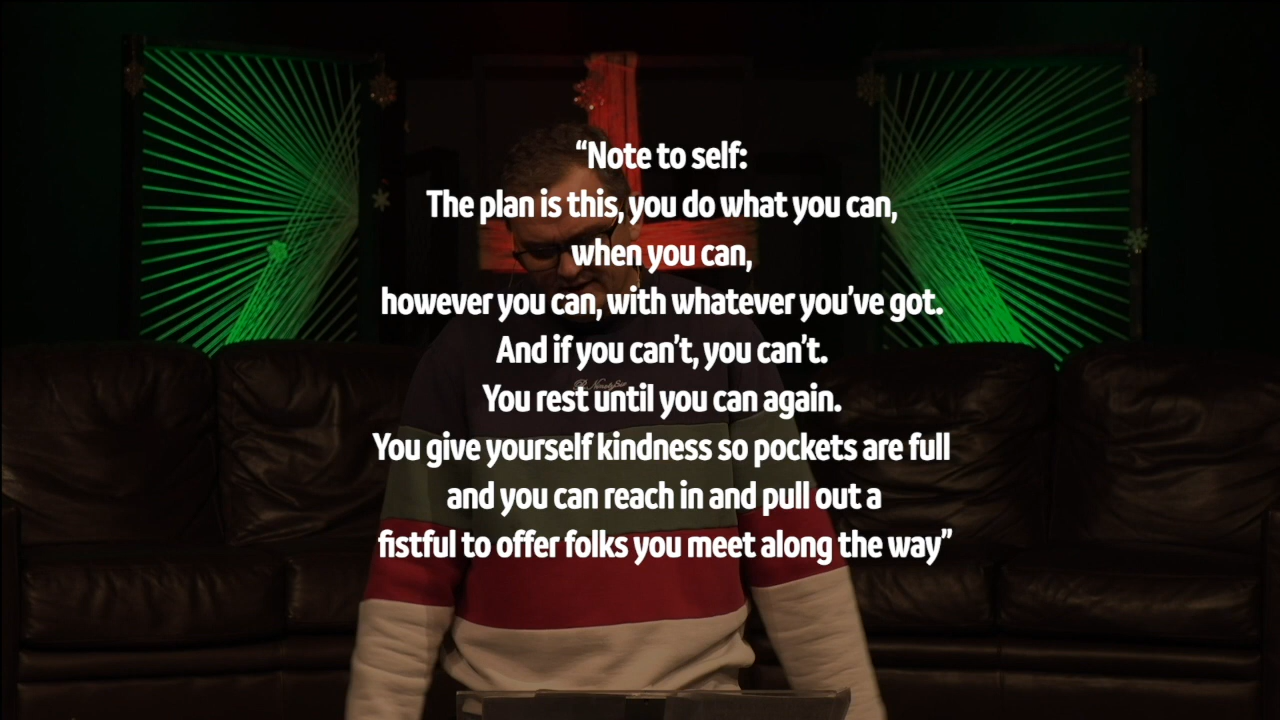 “Note to self:
The plan is this, you do what you can,
when you can,
however you can, with whatever you’ve got.
And if you can’t, you can’t.
You rest until you can again.
You give yourself kindness so pockets are full
and you can reach in and pull out a
fistful to offer folks you meet along the way”